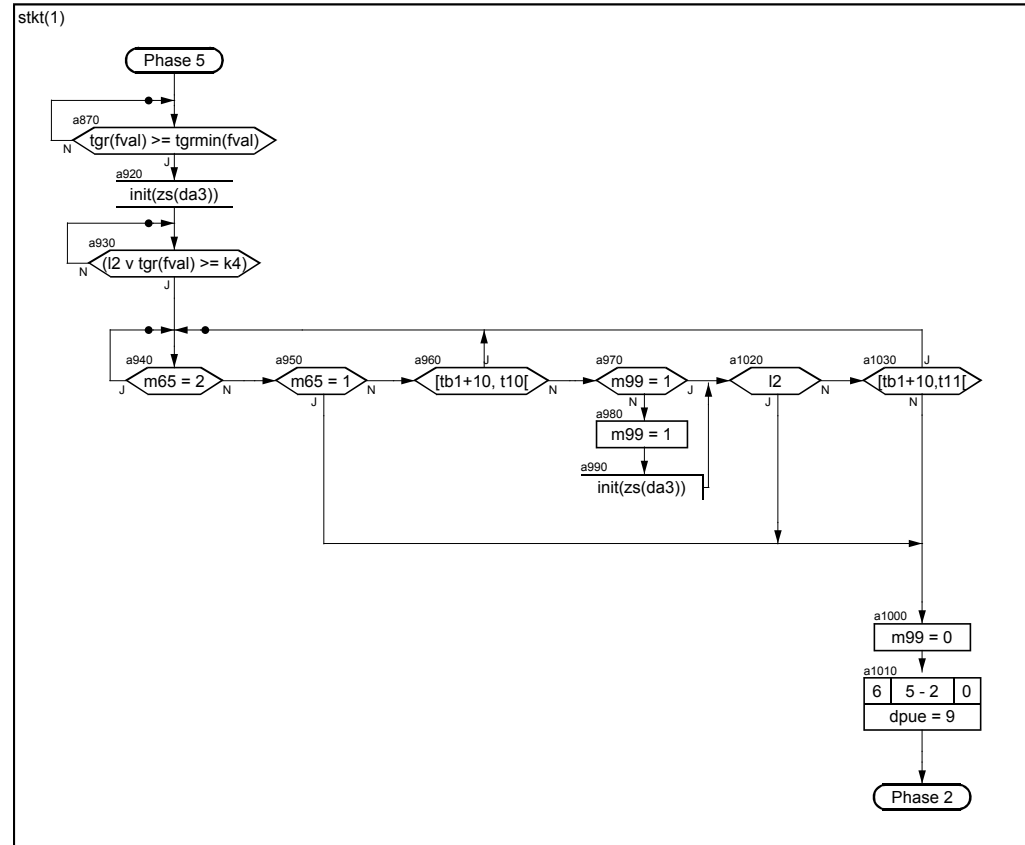 stkt(1)
Phase 5
a870
tgr(fval) >= tgrmin(fval)
N
J
a920
init(zs(da3))
a930
(l2 v tgr(fval) >= k4)
N
J
a940
m65 = 2
J
N
a950
m65 = 1
J
N
a960
[tb1+10, t10[
J
N
a970
m99 = 1
J
N
a980
m99 = 1
a990
init(zs(da3))
a1020
l2
J
N
a1030
[tb1+10,t11[
J
N
a1000
m99 = 0
a1010
6 5 - 2 0
dpue = 9
Phase 2